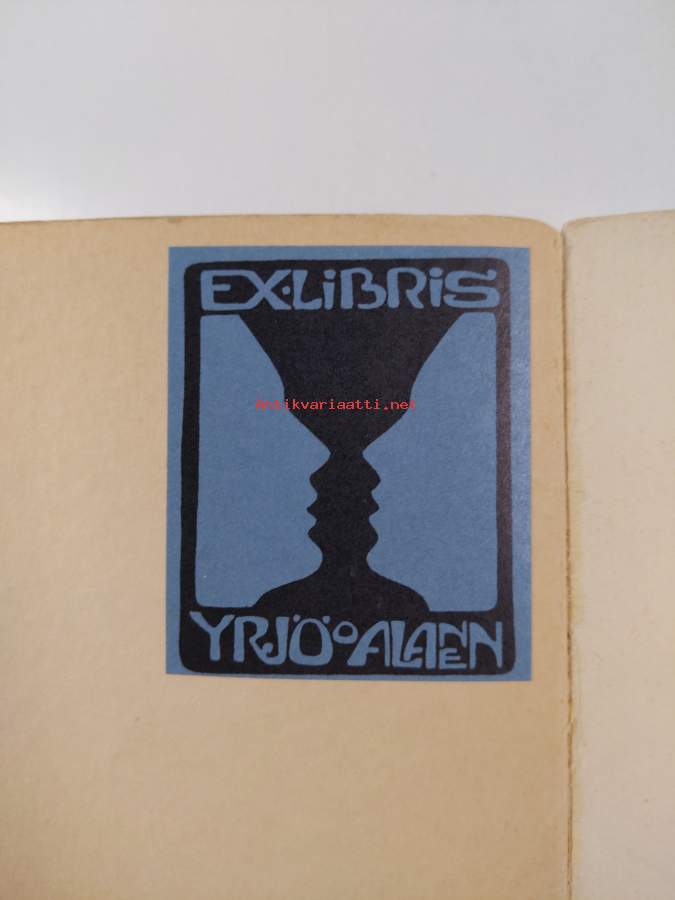 EX·LiBRiS
Antikvariaatti.net
YRJÖ O ALANEN